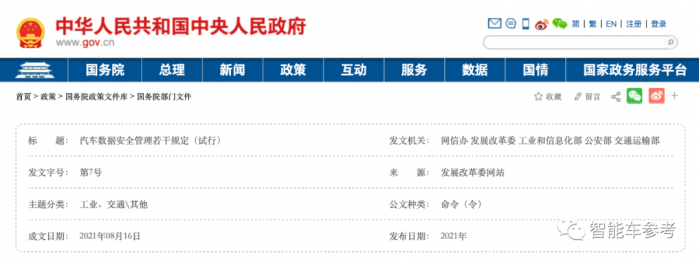 中华人民共和国中央人民政府
www.gov.cn
简 | 繁 | EN | 注册 | 登录
国务院 总理 新闻 政策 互动 服务 数据 国情 国家政务服务平台
首页 > 政策 > 国务院政策文件库 > 国务院部门文件
收藏 留言
标 题： 汽车数据安全管理若干规定（试行） 发文机关： 网信办 发展改革委 工业和信息化部 公安部 交通运输部
发文字号： 第7号 来 源： 发展改革委网站
主题分类： 工业、交通\其他 公文种类： 命令（令）
成文日期： 2021年08月16日 发布日期： 2021年
智能车参考